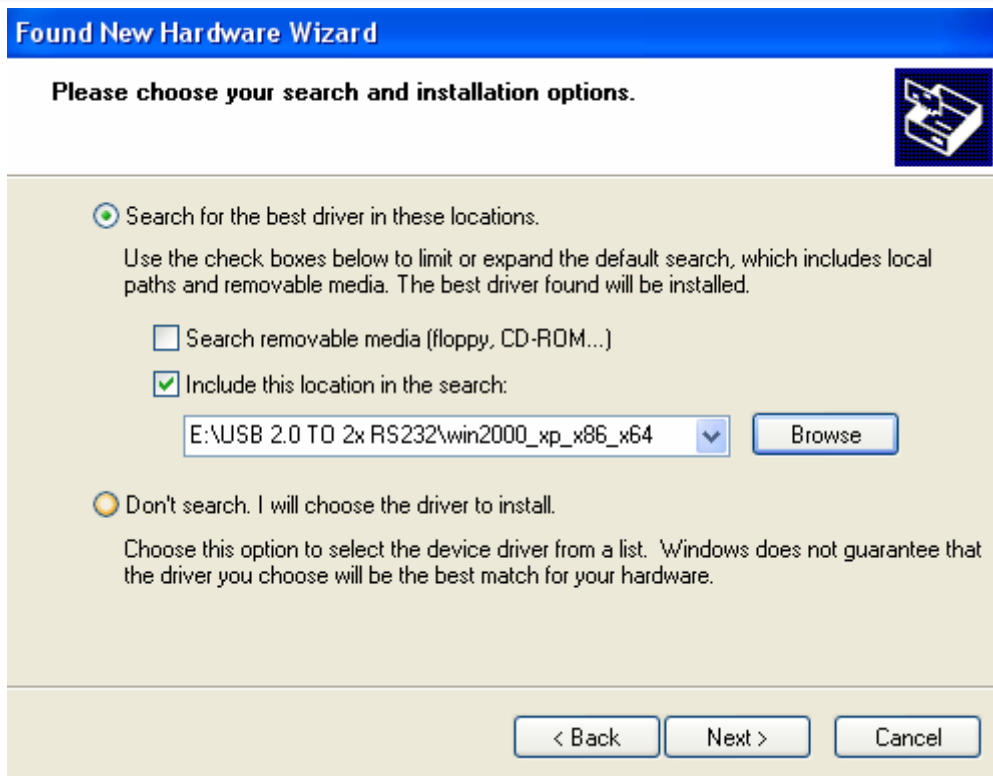 Found New Hardware Wizard
Please choose your search and installation options.
Search for the best driver in these locations.
Use the check boxes below to limit or expand the default search, which includes local
paths and removable media. The best driver found will be installed.
Search removable media (floppy, CD-ROM...)
Include this location in the search:
E:\USB 2.0 TO 2x RS232\win2000_xp_x86_x64
Browse
Don't search. I will choose the driver to install.
Choose this option to select the device driver from a list.  Windows does not guarantee that
the driver you choose will be the best match for your hardware.
< Back
Next >
Cancel